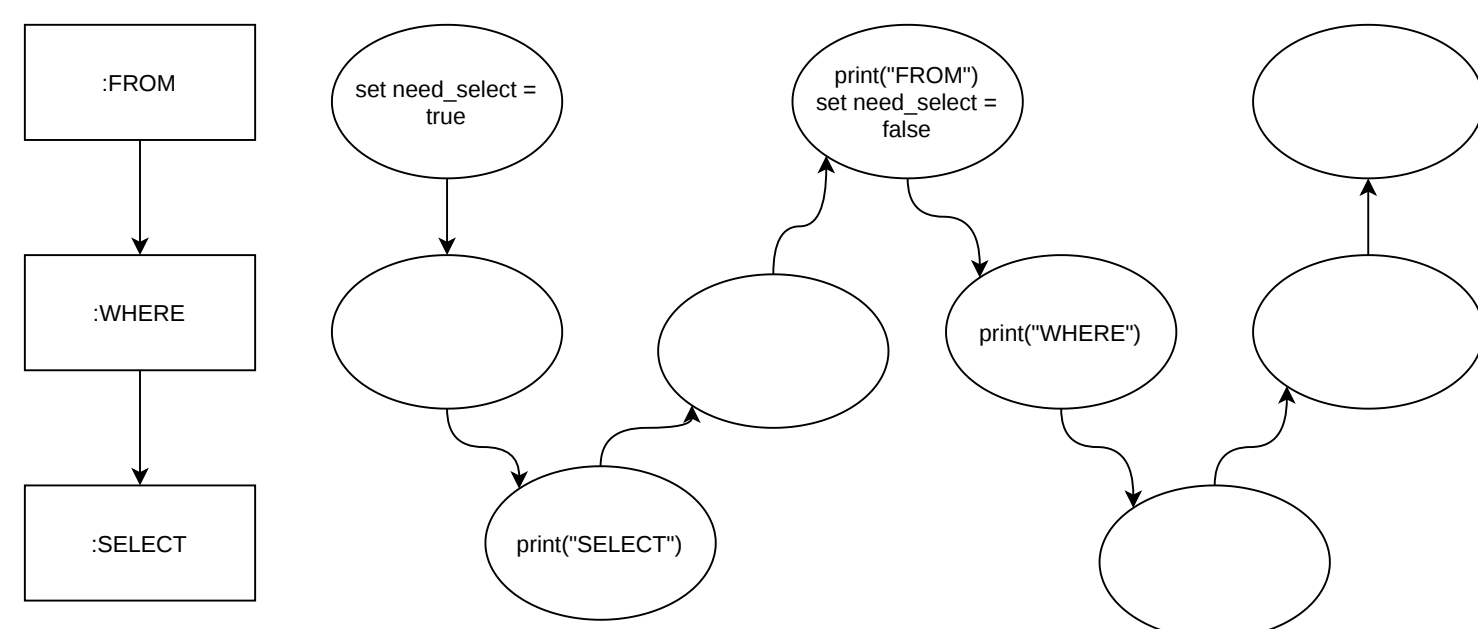 :FROM
set need_select =
true
print("FROM")
set need_select =
false
:WHERE
print("WHERE")
:SELECT
print("SELECT")